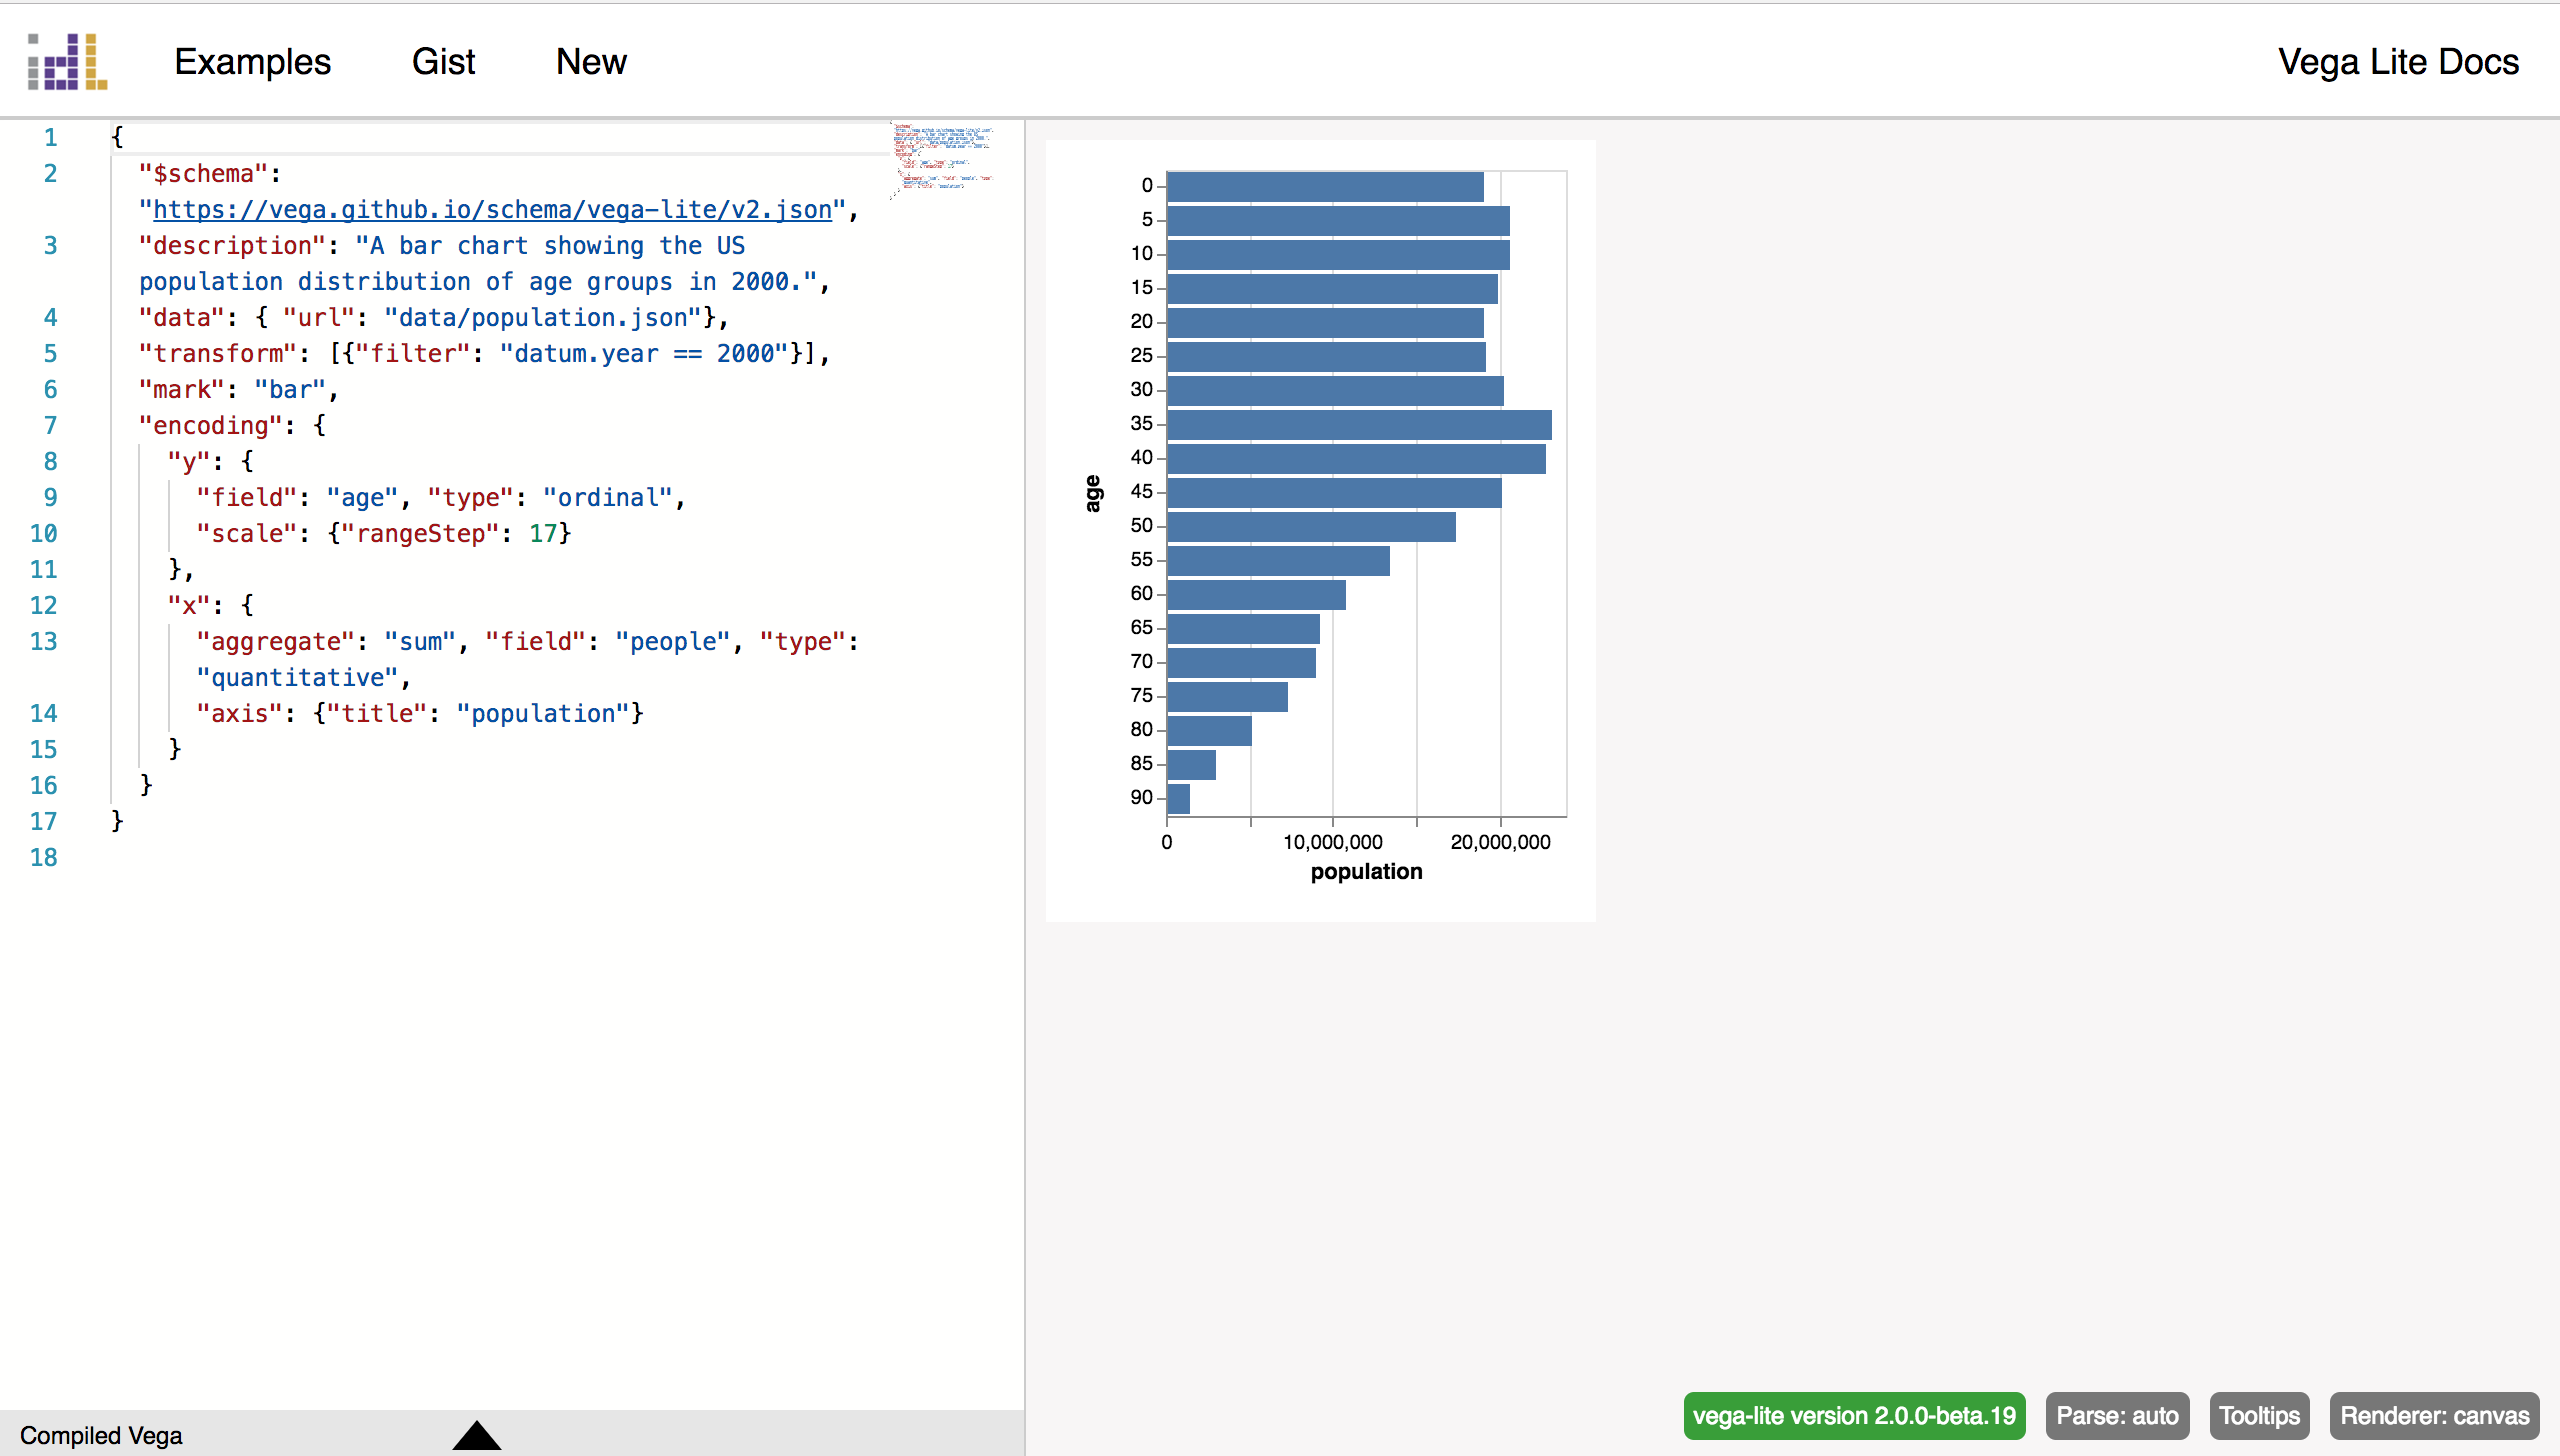 idL
Examples Gist New Vega Lite Docs
1 {
2 "$schema":
"https://vega.github.io/schema/vega-lite/v2.json",
3 "description": "A bar chart showing the US
population distribution of age groups in 2000.",
4 "data": { "url": "data/population.json"},
5 "transform": [{"filter": "datum.year == 2000"}],
6 "mark": "bar",
7 "encoding": {
8 "y": {
9 "field": "age", "type": "ordinal",
10 "scale": {"rangeStep": 17}
11 },
12 "x": {
13 "aggregate": "sum", "field": "people", "type":
"quantitative",
14 "axis": {"title": "population"}
15 }
16 }
17 }
18
age
0
5
10
15
20
25
30
35
40
45
50
55
60
65
70
75
80
85
90
0 10,000,000 20,000,000
population
Compiled Vega
vega-lite version 2.0.0-beta.19 Parse: auto Tooltips Renderer: canvas